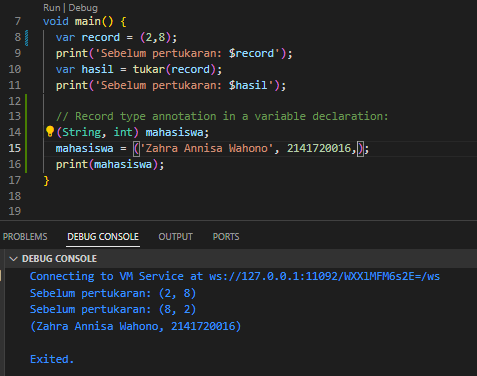 Run | Debug
7 void main() {
8 var record = (2,8);
9 print('Sebelum pertukaran: $record');
10 var hasil = tukar(record);
11 print('Sebelum pertukaran: $hasil');
12
13 // Record type annotation in a variable declaration:
14 (String, int) mahasiswa;
15 mahasiswa = ('Zahra Annisa Wahono', 2141720016,);
16 print(mahasiswa);
17 }
18
19
PROBLEMS DEBUG CONSOLE OUTPUT PORTS
DEBUG CONSOLE
Connecting to VM Service at ws://127.0.0.1:11092/WXX1MFM6s2E=/ws
Sebelum pertukaran: (2, 8)
Sebelum pertukaran: (8, 2)
(Zahra Annisa Wahono, 2141720016)
Exited.